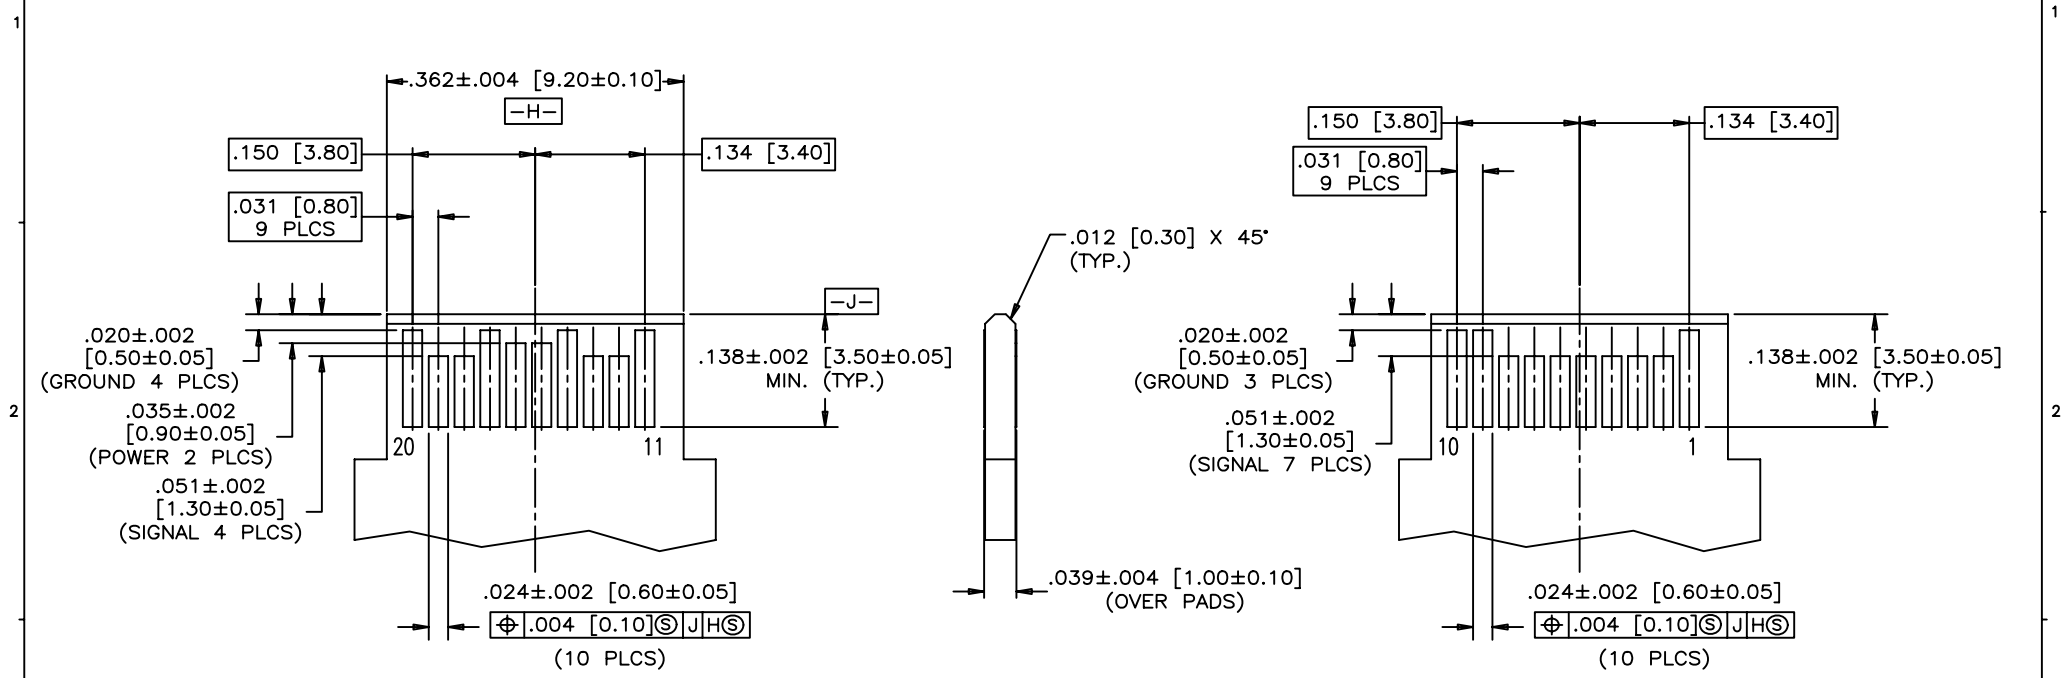 1
1
.362±.004 [9.20±0.10]
-H-
.150 [3.80]
.134 [3.40]
.031 [0.80]
9 PLCS
-J-
.020±.002
[0.50±0.05]
(GROUND 4 PLCS)
.035±.002
[0.90±0.05]
(POWER 2 PLCS)
.051±.002
[1.30±0.05]
(SIGNAL 4 PLCS)
.138±.002 [3.50±0.05]
MIN. (TYP.)
20
11
.024±.002 [0.60±0.05]
⌖ .004 [0.10]Ⓢ J HⓈ
(10 PLCS)
.012 [0.30] X 45°
(TYP.)
.039±.004 [1.00±0.10]
(OVER PADS)
.150 [3.80]
.134 [3.40]
.031 [0.80]
9 PLCS
.020±.002
[0.50±0.05]
(GROUND 3 PLCS)
.051±.002
[1.30±0.05]
(SIGNAL 7 PLCS)
.138±.002 [3.50±0.05]
MIN. (TYP.)
10
1
.024±.002 [0.60±0.05]
⌖ .004 [0.10]Ⓢ J HⓈ
(10 PLCS)
2
2